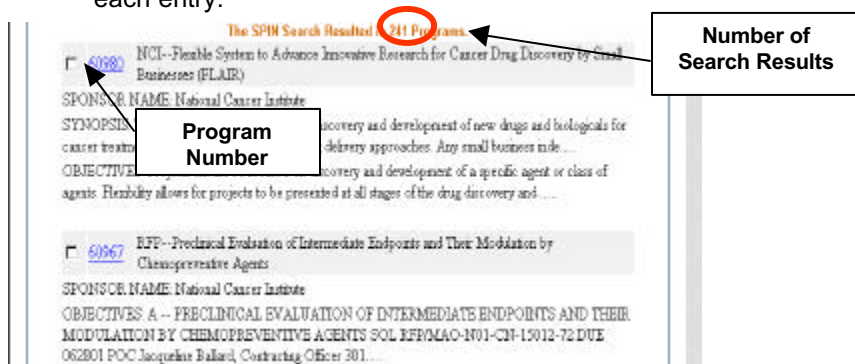 each entry.
The SPIN Search Resulted in 241 Programs.
Number of
Search Results
60980 NCI--Flexible System to Advance Innovative Research for Cancer Drug Discovery by Small
Businesses (FLAIR)
SPONSOR NAME: National Cancer Institute
SYNOPSIS: discovery and development of new drugs and biologicals for
cancer delivery approaches. Any small business inde.....
Program
Number
OBJECTIVE discovery and development of a specific agent or class of
agents. Flexibility allows for projects to be presented at all stages of the drug discovery and .....
60967 RFP--Preclinical Evaluation of Intermediate Endpoints and Their Modulation by
Chemopreventive Agents
SPONSOR NAME: National Cancer Institute
OBJECTIVES: A -- PRECLINICAL EVALUATION OF INTERMEDIATE ENDPOINTS AND THEIR
MODULATION BY CHEMOPREVENTIVE AGENTS SOL RFP/MAO-N01-CN-15012-72 DUE
062801 POC Jacqueline Ballard, Contracting Officer 301.....